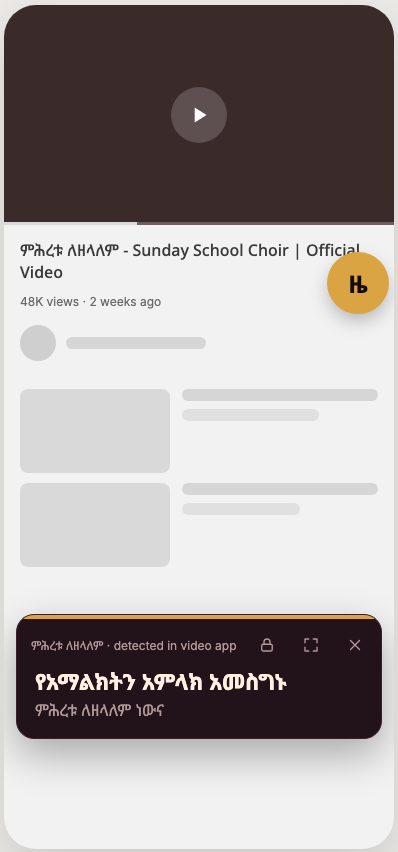 ምሕረቱ ለዘላለም - Sunday School Choir | Official
Video
48K views · 2 weeks ago
ዜ
ምሕረቱ ለዘላለም · detected in video app
የአማልክትን አምላክ አመስግኑ
ምሕረቱ ለዘላለም ነውና